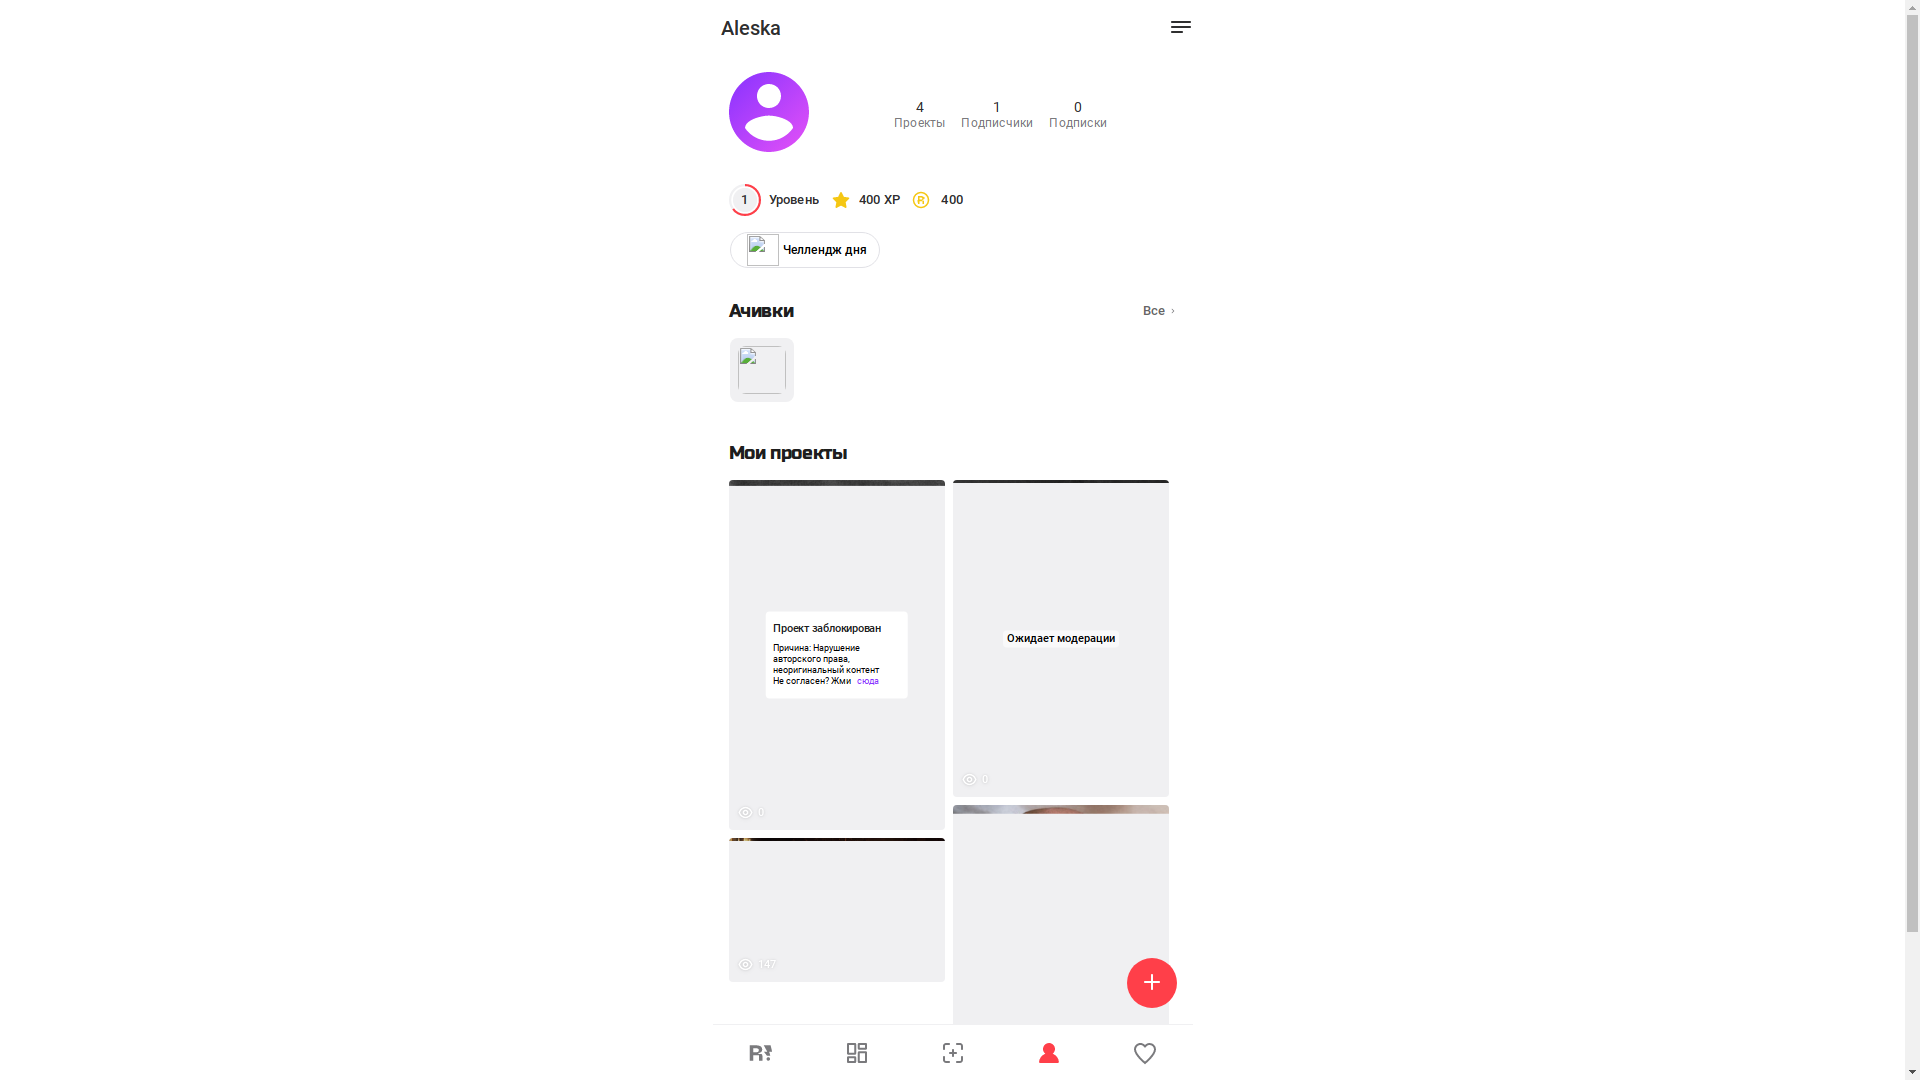 Aleska
4 1 0
Проекты Подписчики Подписки
1 Уровень 400 XP R 400
Челлендж дня
Ачивки Все ›
Мои проекты
Проект заблокирован
Причина: Нарушение
авторского права,
неоригинальный контент
Не согласен? Жми сюда
Ожидает модерации
0
0
147
R!